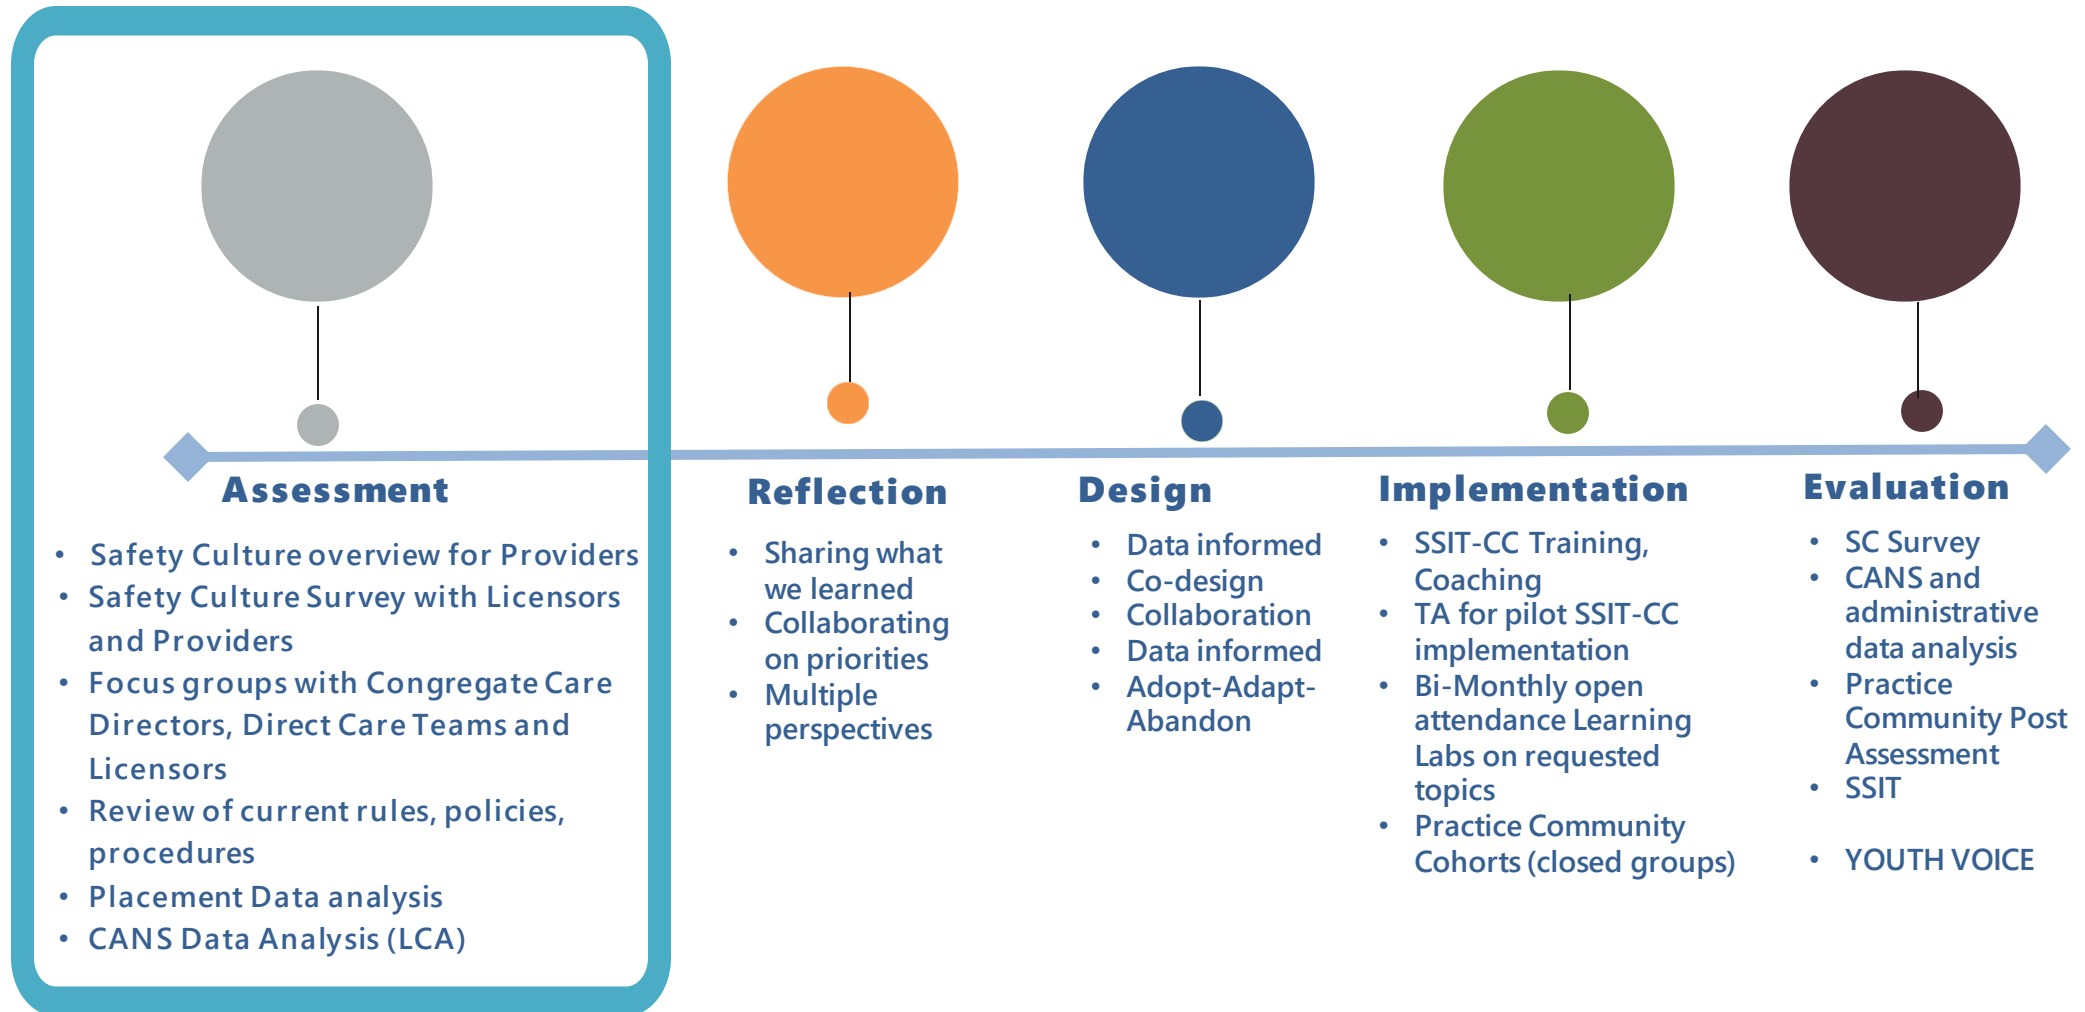 Assessment
• Safety Culture overview for Providers
• Safety Culture Survey with Licensors
and Providers
• Focus groups with Congregate Care
Directors, Direct Care Teams and
Licensors
• Review of current rules, policies,
procedures
• Placement Data analysis
• CANS Data Analysis (LCA)
Reflection
• Sharing what
we learned
• Collaborating
on priorities
• Multiple
perspectives
Design
• Data informed
• Co-design
• Collaboration
• Data informed
• Adopt-Adapt-
Abandon
Implementation
• SSIT-CC Training,
Coaching
• TA for pilot SSIT-CC
implementation
• Bi-Monthly open
attendance Learning
Labs on requested
topics
• Practice Community
Cohorts (closed groups)
Evaluation
• SC Survey
• CANS and
administrative
data analysis
• Practice
Community Post
Assessment
• SSIT
• YOUTH VOICE